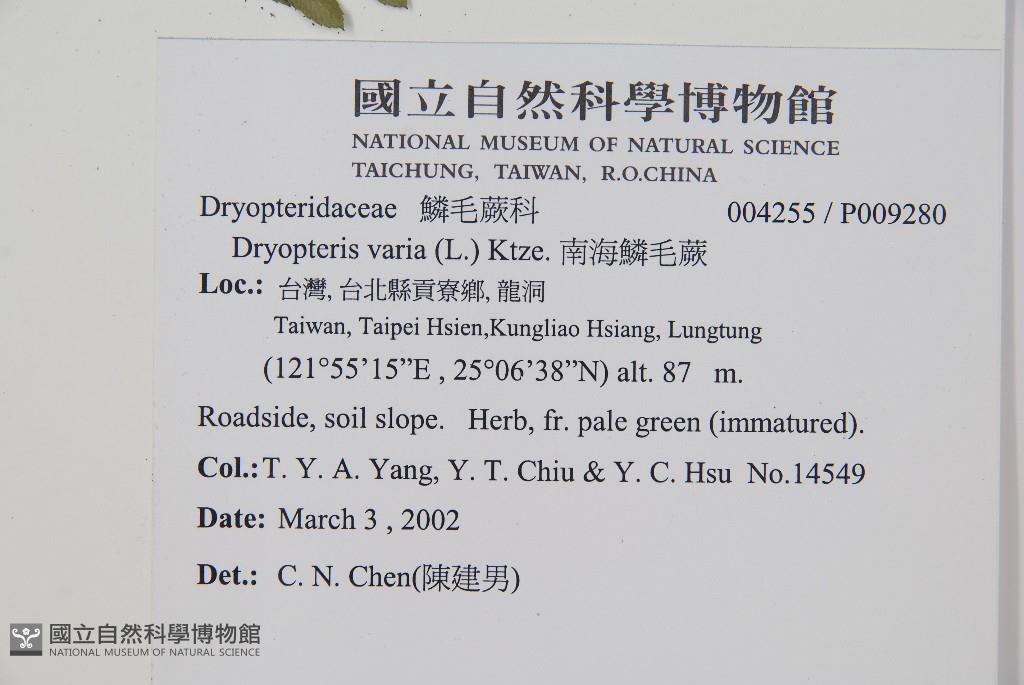 國立自然科學博物館
NATIONAL MUSEUM OF NATURAL SCIENCE
TAICHUNG, TAIWAN, R.O.CHINA
Dryopteridaceae 鱗毛蕨科 004255 / P009280
Dryopteris varia (L.) Ktze. 南海鱗毛蕨
Loc.: 台灣, 台北縣貢寮鄉, 龍洞
Taiwan, Taipei Hsien,Kungliao Hsiang, Lungtung
(121°55’15”E , 25°06’38”N) alt. 87 m.
Roadside, soil slope. Herb, fr. pale green (immatured).
Col.: T. Y. A. Yang, Y. T. Chiu & Y. C. Hsu No.14549
Date: March 3 , 2002
Det.: C. N. Chen(陳建男)
國立自然科學博物館
NATIONAL MUSEUM OF NATURAL SCIENCE